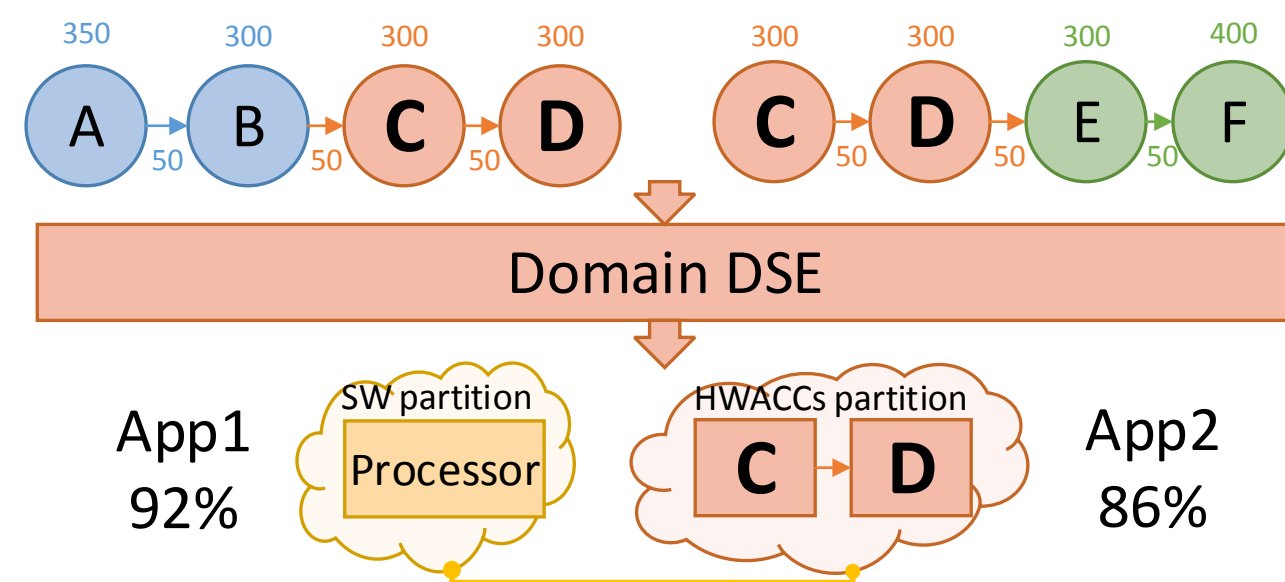 350 300 300 300 300 300 300 400
A B C D C D E F
50 50 50 50 50 50
Domain DSE
SW partition HWACCs partition
App1 Processor C D App2
92% 86%